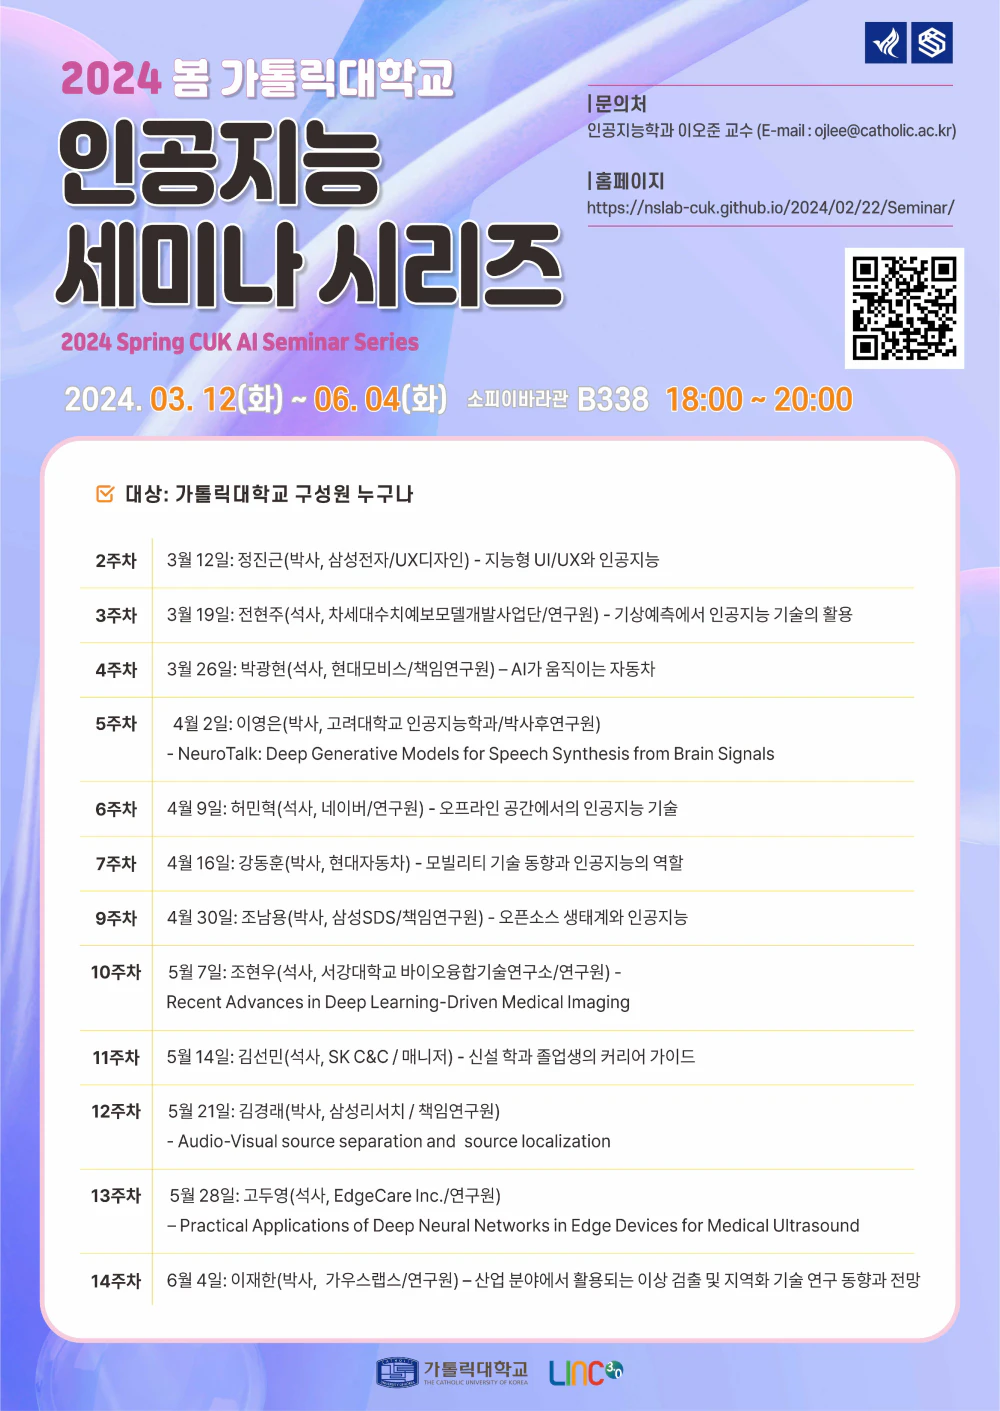 2024 봄 가톨릭대학교
인공지능
세미나 시리즈
2024 Spring CUK AI Seminar Series
|문의처
인공지능학과 이오준 교수 (E-mail : ojlee@catholic.ac.kr)
|홈페이지
https://nslab-cuk.github.io/2024/02/22/Seminar/
2024. 03. 12(화) ~ 06. 04(화) 소피이바라관 B338 18:00 ~ 20:00
대상: 가톨릭대학교 구성원 누구나
2주차 3월 12일: 정진근(박사, 삼성전자/UX디자인) - 지능형 UI/UX와 인공지능
3주차 3월 19일: 전현주(석사, 차세대수치예보모델개발사업단/연구원) - 기상예측에서 인공지능 기술의 활용
4주차 3월 26일: 박광현(석사, 현대모비스/책임연구원) – AI가 움직이는 자동차
5주차 4월 2일: 이영은(박사, 고려대학교 인공지능학과/박사후연구원)
- NeuroTalk: Deep Generative Models for Speech Synthesis from Brain Signals
6주차 4월 9일: 허민혁(석사, 네이버/연구원) - 오프라인 공간에서의 인공지능 기술
7주차 4월 16일: 강동훈(박사, 현대자동차) - 모빌리티 기술 동향과 인공지능의 역할
9주차 4월 30일: 조남용(박사, 삼성SDS/책임연구원) - 오픈소스 생태계와 인공지능
10주차 5월 7일: 조현우(석사, 서강대학교 바이오융합기술연구소/연구원) -
Recent Advances in Deep Learning-Driven Medical Imaging
11주차 5월 14일: 김선민(석사, SK C&C / 매니저) - 신설 학과 졸업생의 커리어 가이드
12주차 5월 21일: 김경래(박사, 삼성리서치 / 책임연구원)
- Audio-Visual source separation and source localization
13주차 5월 28일: 고두영(석사, EdgeCare Inc./연구원)
– Practical Applications of Deep Neural Networks in Edge Devices for Medical Ultrasound
14주차 6월 4일: 이재한(박사, 가우스랩스/연구원) – 산업 분야에서 활용되는 이상 검출 및 지역화 기술 연구 동향과 전망
가톨릭대학교
THE CATHOLIC UNIVERSITY OF KOREA
LINC 3.0